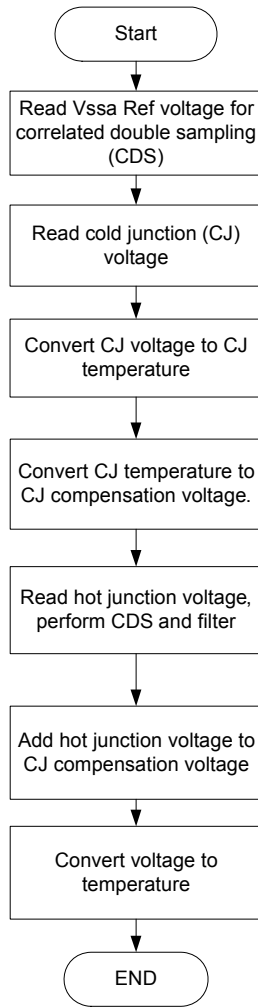 Start
Read Vssa Ref voltage for
correlated double sampling
(CDS)
Read cold junction (CJ)
voltage
Convert CJ voltage to CJ
temperature
Convert CJ temperature to
CJ compensation voltage.
Read hot junction voltage,
perform CDS and filter
Add hot junction voltage to
CJ compensation voltage
Convert voltage to
temperature
END